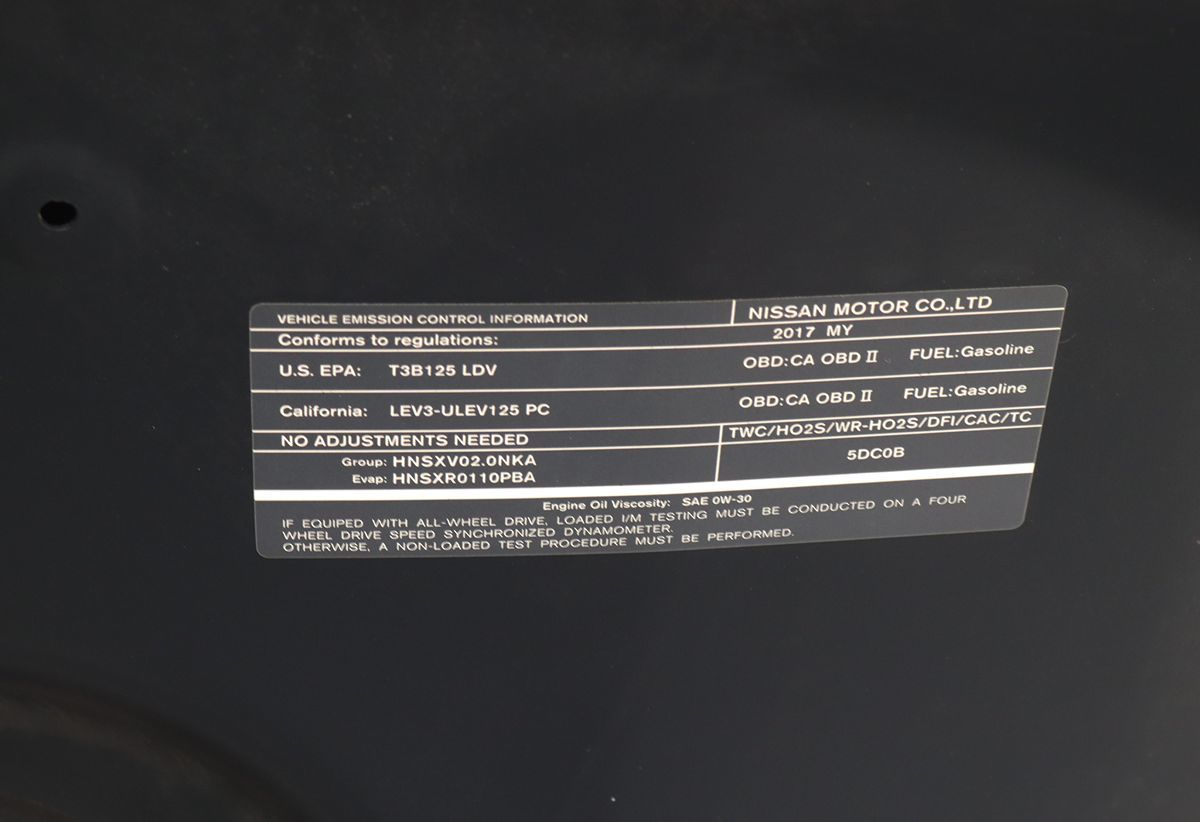 VEHICLE EMISSION CONTROL INFORMATION NISSAN MOTOR CO.,LTD
Conforms to regulations: 2017 MY
U.S. EPA: T3B125 LDV OBD:CA OBD II FUEL:Gasoline
California: LEV3-ULEV125 PC OBD:CA OBD II FUEL:Gasoline
NO ADJUSTMENTS NEEDED TWC/HO2S/WR-HO2S/DFI/CAC/TC
Group: HNSXV02.0NKA 5DC0B
Evap: HNSXR0110PBA
Engine Oil Viscosity: SAE 0W-30
IF EQUIPED WITH ALL-WHEEL DRIVE, LOADED I/M TESTING MUST BE CONDUCTED ON A FOUR
WHEEL DRIVE SPEED SYNCHRONIZED DYNAMOMETER.
OTHERWISE, A NON-LOADED TEST PROCEDURE MUST BE PERFORMED.